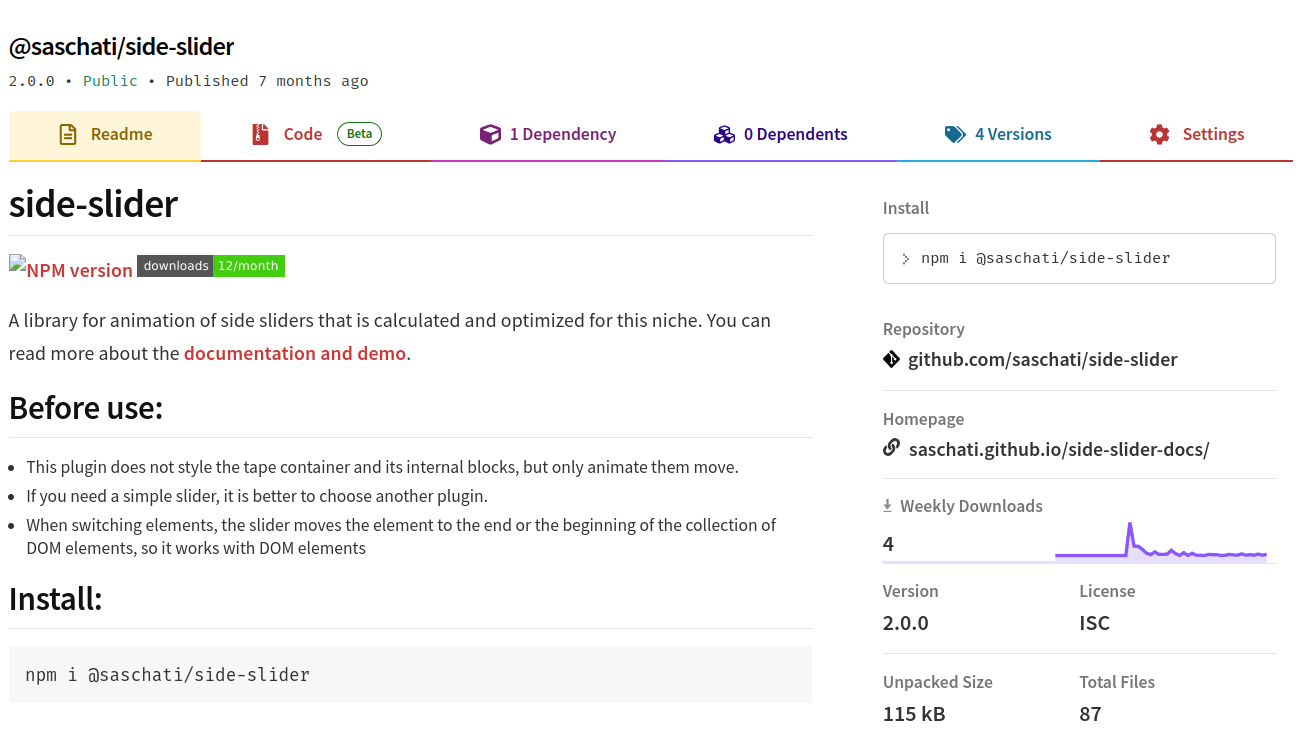 @saschati/side-slider
2.0.0 • Public • Published 7 months ago
Readme
Code Beta
1 Dependency
0 Dependents
4 Versions
Settings
side-slider
NPM version downloads 12/month
A library for animation of side sliders that is calculated and optimized for this niche. You can
read more about the documentation and demo.
Before use:
• This plugin does not style the tape container and its internal blocks, but only animate them move.
• If you need a simple slider, it is better to choose another plugin.
• When switching elements, the slider moves the element to the end or the beginning of the collection of
DOM elements, so it works with DOM elements
Install:
npm i @saschati/side-slider
Install
> npm i @saschati/side-slider
Repository
github.com/saschati/side-slider
Homepage
saschati.github.io/side-slider-docs/
Weekly Downloads
4
Version
2.0.0
License
ISC
Unpacked Size
115 kB
Total Files
87